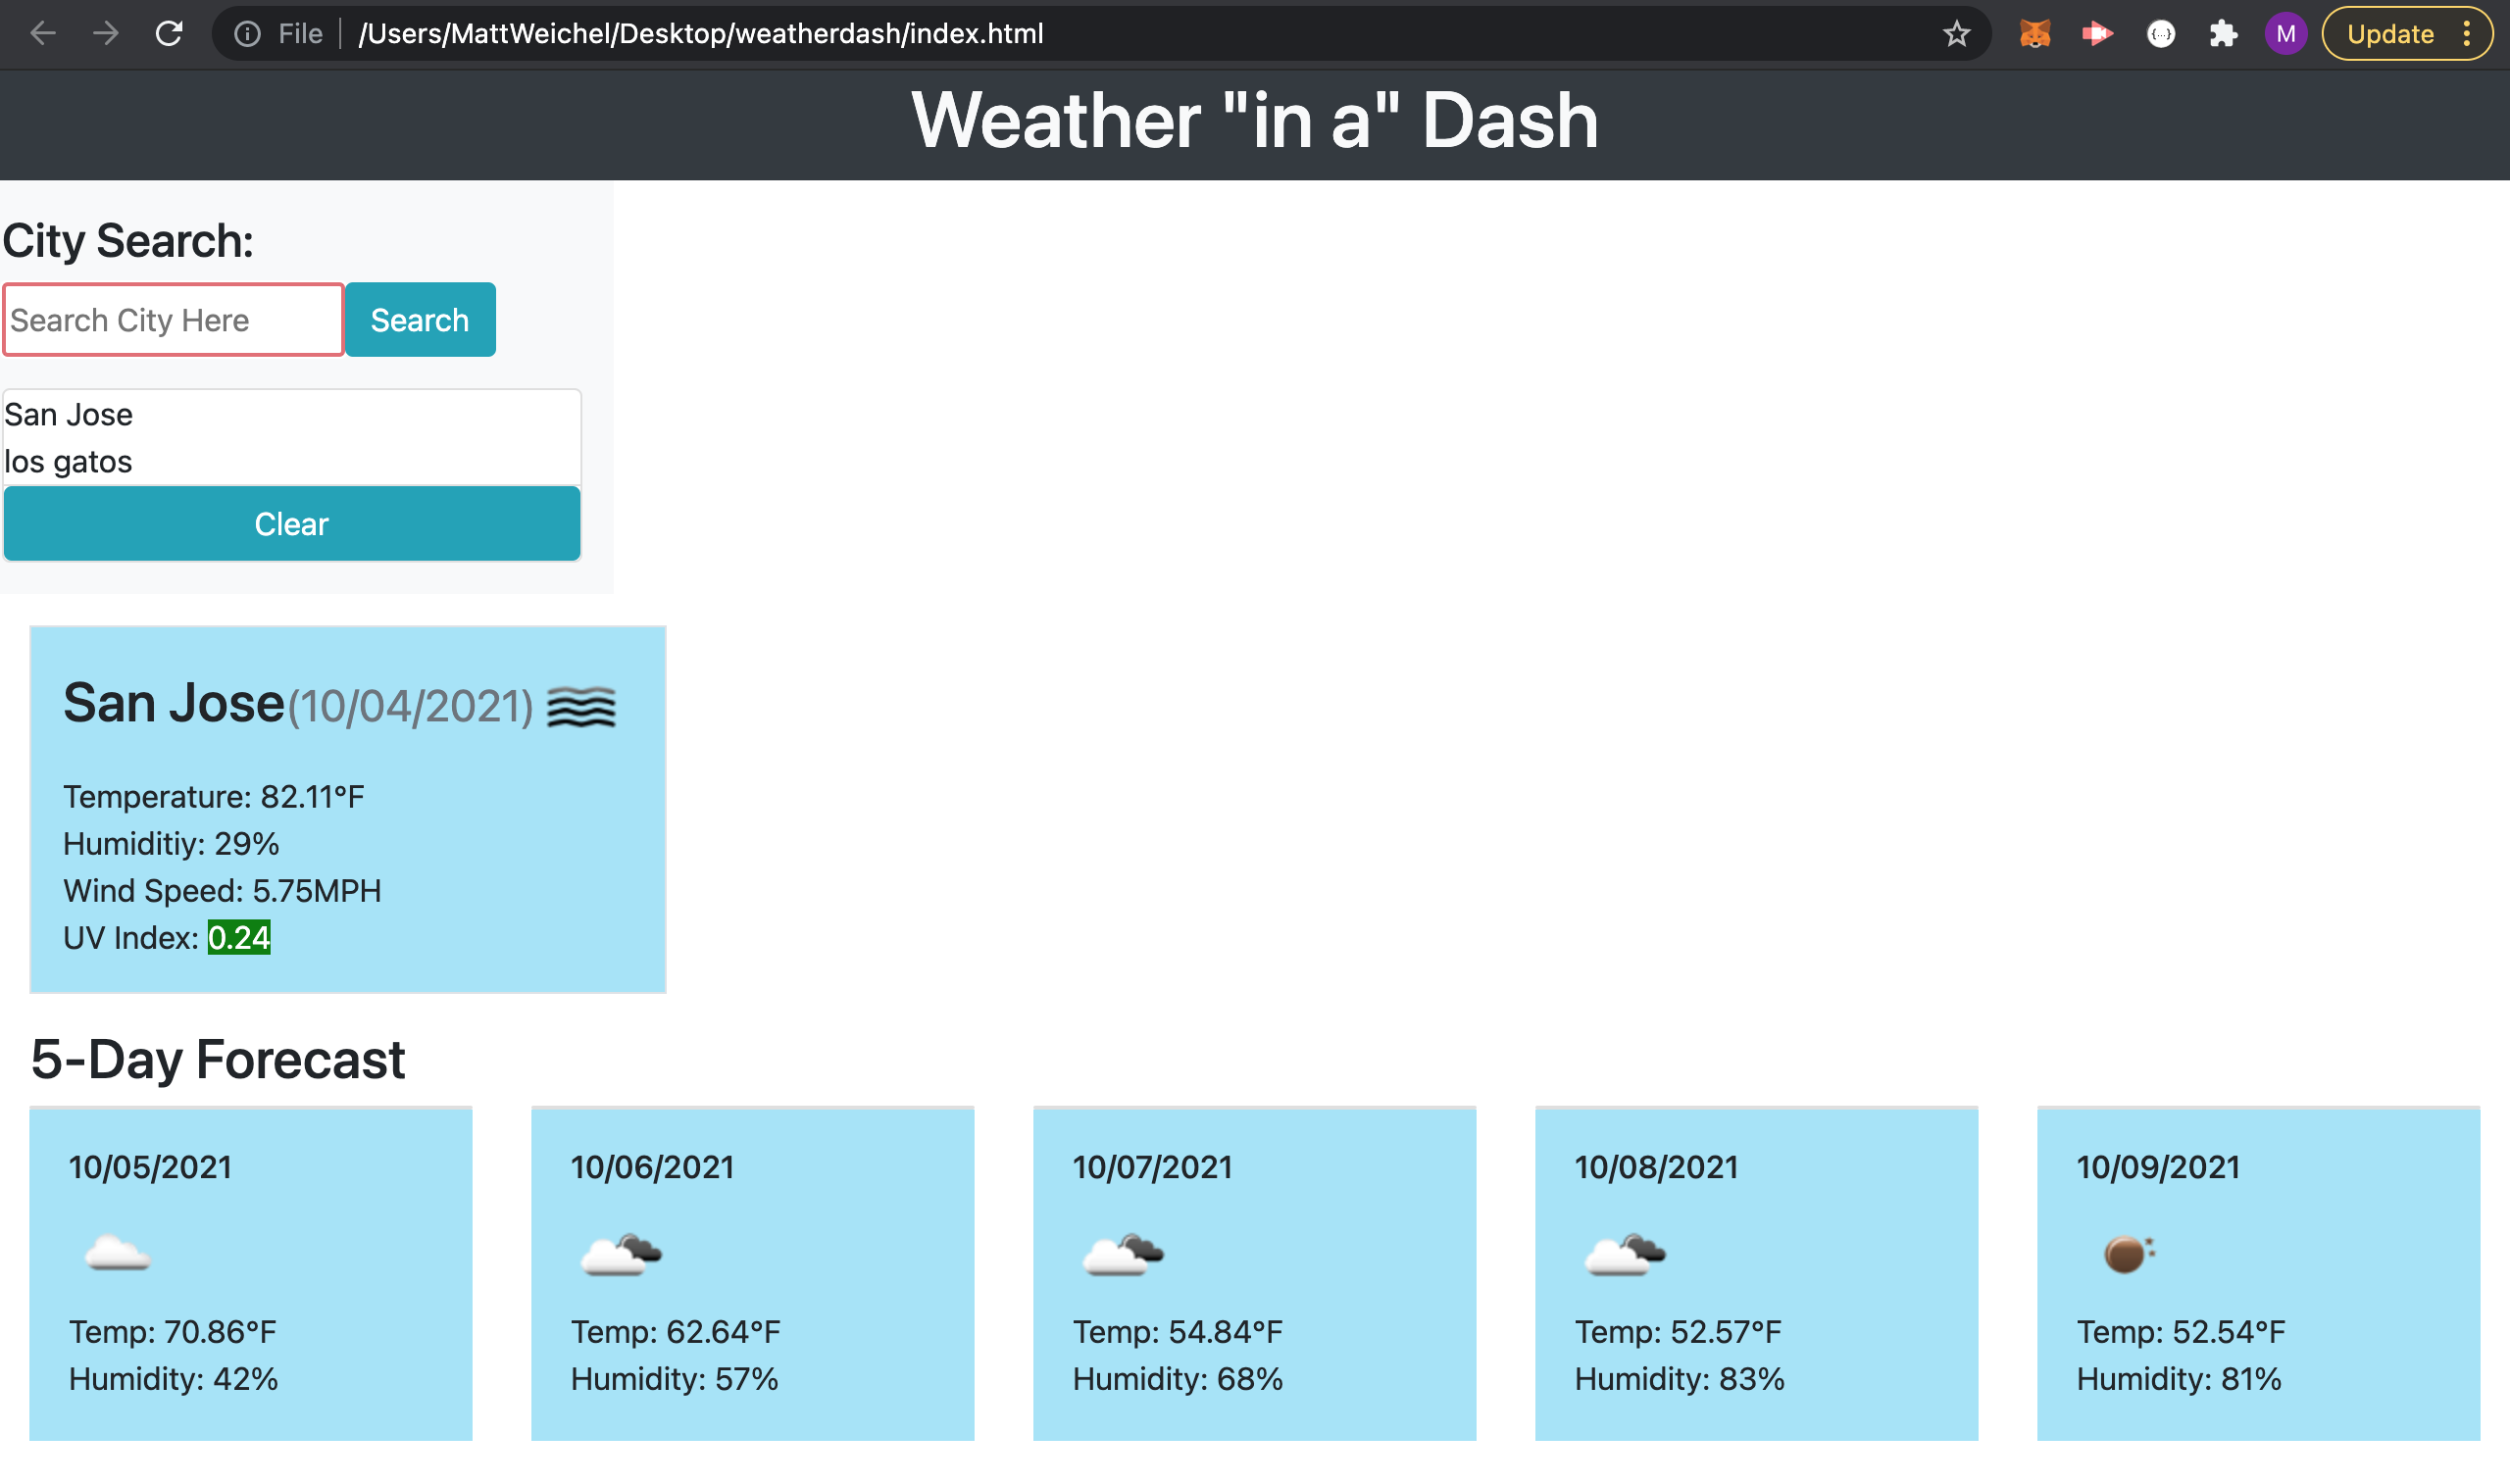 File /Users/MattWeichel/Desktop/weatherdash/index.html
M
Update
Weather "in a" Dash
City Search:
Search City Here
Search
San Jose
los gatos
Clear
San Jose(10/04/2021)
Temperature: 82.11°F
Humiditiy: 29%
Wind Speed: 5.75MPH
UV Index: 0.24
5-Day Forecast
10/05/2021
Temp: 70.86°F
Humidity: 42%
10/06/2021
Temp: 62.64°F
Humidity: 57%
10/07/2021
Temp: 54.84°F
Humidity: 68%
10/08/2021
Temp: 52.57°F
Humidity: 83%
10/09/2021
Temp: 52.54°F
Humidity: 81%